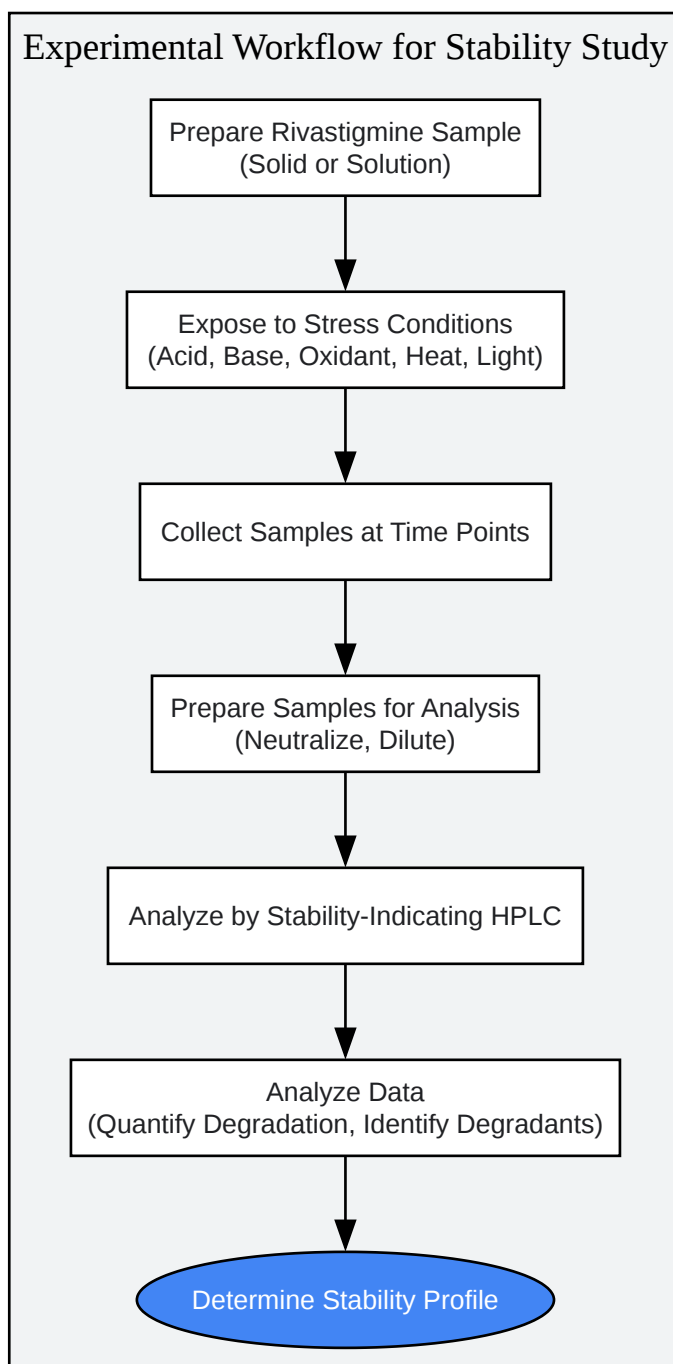 Experimental Workflow for Stability Study
Prepare Rivastigmine Sample
(Solid or Solution)
Expose to Stress Conditions
(Acid, Base, Oxidant, Heat, Light)
Collect Samples at Time Points
Prepare Samples for Analysis
(Neutralize, Dilute)
Analyze by Stability-Indicating HPLC
Analyze Data
(Quantify Degradation, Identify Degradants)
Determine Stability Profile